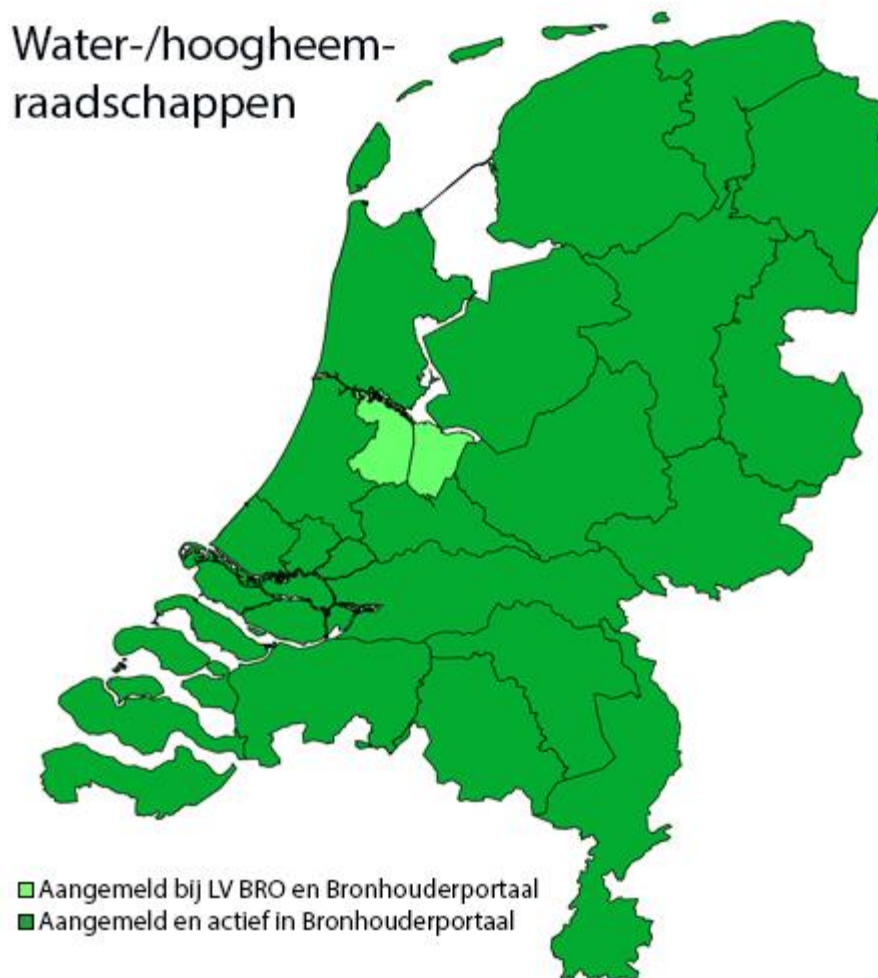 Water-/hoogheem-
raadschappen
Aangemeld bij LV BRO en Bronhouderportaal
Aangemeld en actief in Bronhouderportaal